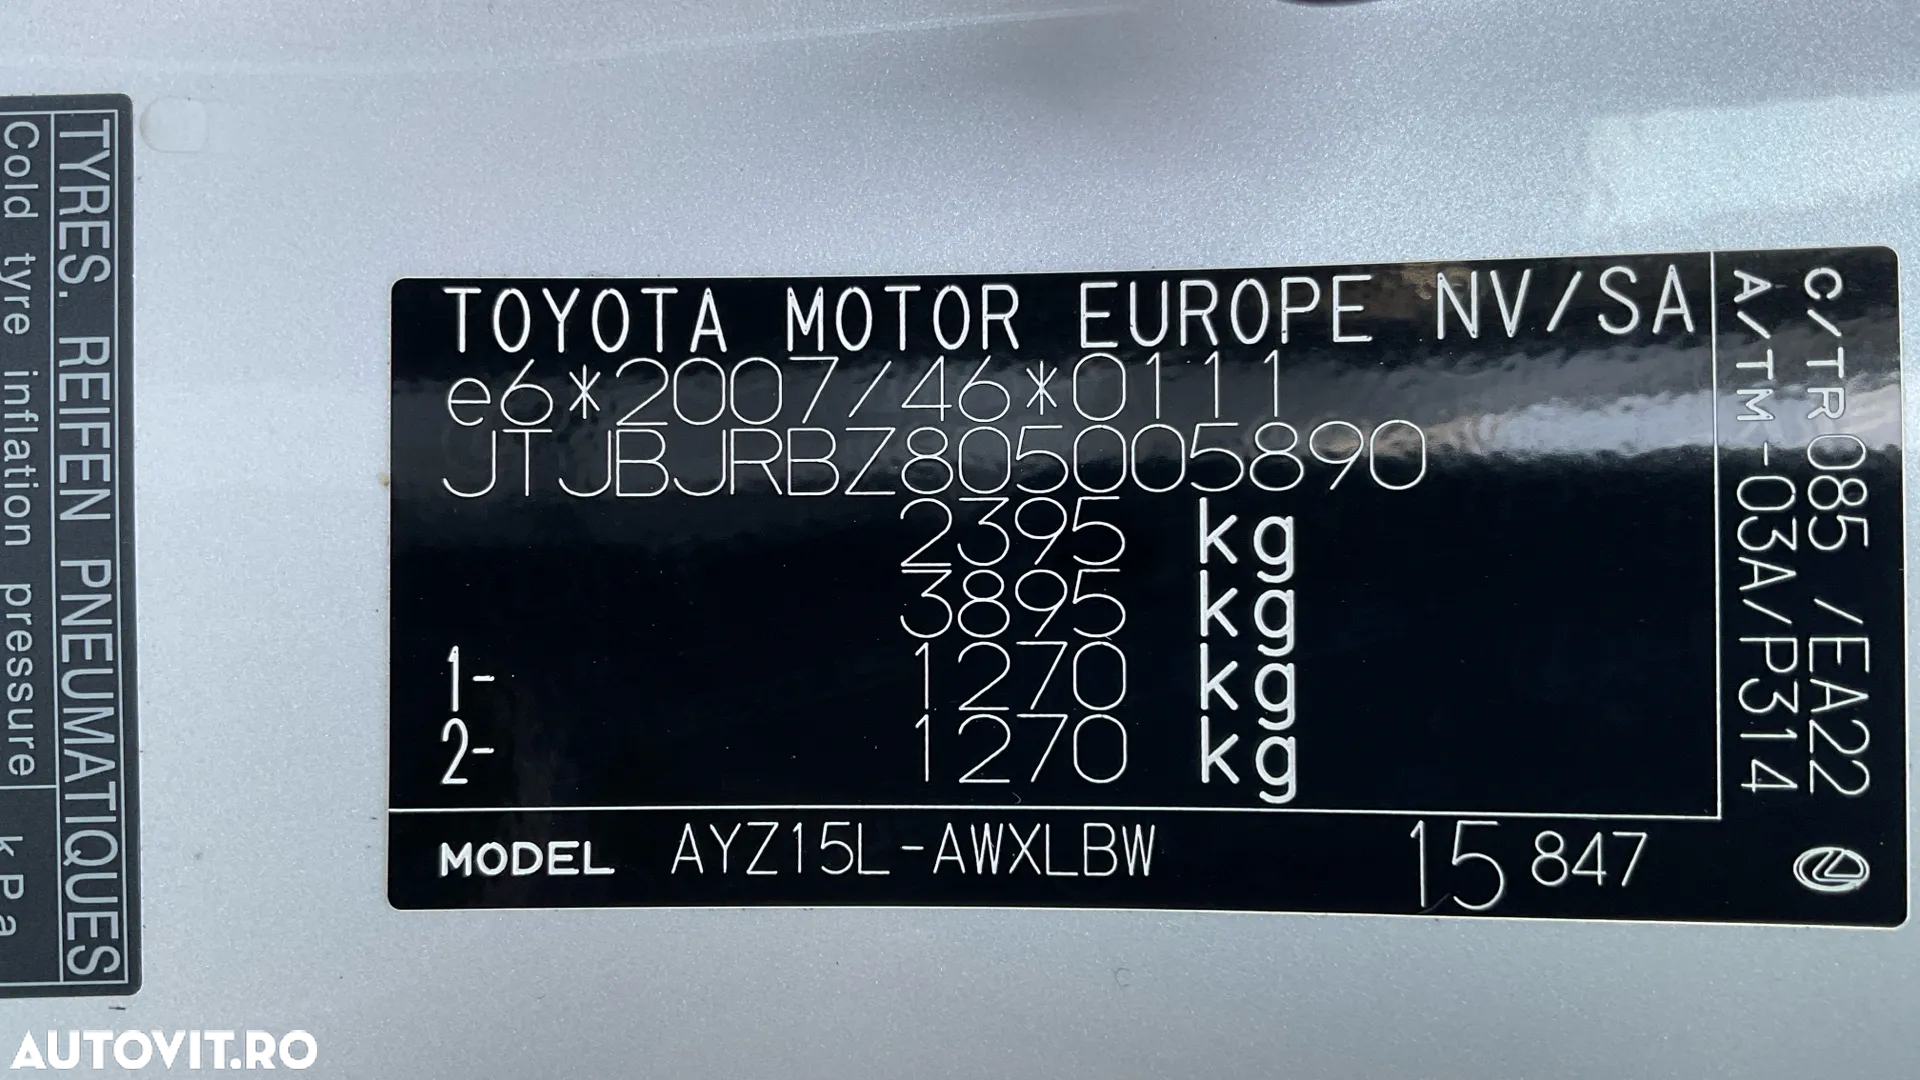 TYRES. REIFEN PNEUMATIQUES
Cold tyre inflation pressure kPa
TOYOTA MOTOR EUROPE NV/SA
e6*2007/46*0111
JTJBJRBZ805005890
2395 kg
3895 kg
1- 1270 kg
2- 1270 kg
MODEL AYZ15L-AWXLBW 15 847
C/TR 085 /EA22
A/TM -03A/P314
AUTOVIT.RO